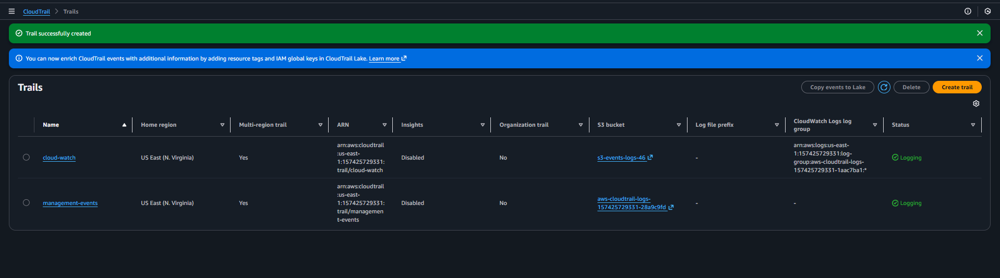 CloudTrail > Trails
Trail successfully created
You can now enrich CloudTrail events with additional information by adding resource tags and IAM global keys in CloudTrail Lake. Learn more
Trails
Copy events to Lake
Delete
Create trail
Name
Home region
Multi-region trail
ARN
Insights
Organization trail
S3 bucket
Log file prefix
CloudWatch Logs log
group
Status
cloud-watch
US East (N. Virginia)
Yes
arn:aws:cloudtrail
:us-east-
1:157425729331:
trail/cloud-watch
Disabled
No
s3-events-logs-46
-
arn:aws:logs:us-east-
1:157425729331:log-
group:aws-cloudtrail-logs-
157425729331-1aac7ba1:*
Logging
management-events
US East (N. Virginia)
Yes
arn:aws:cloudtrail
:us-east-
1:157425729331:
trail/managemen
t-events
Disabled
No
aws-cloudtrail-logs-
157425729331-28a9c9fd
-
-
Logging